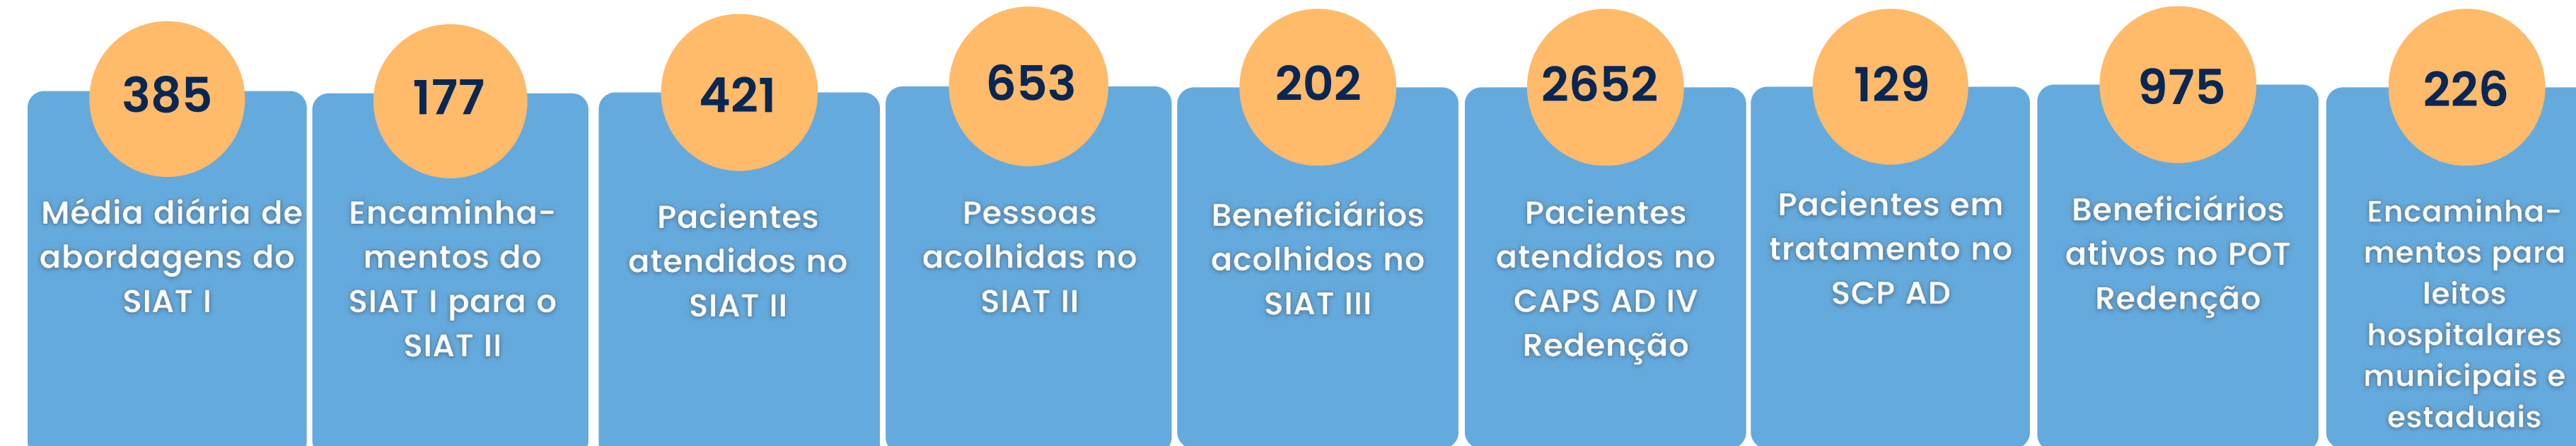 385
Média diária de
abordagens do
SIAT I
177
Encaminha-
mentos do
SIAT I para o
SIAT II
421
Pacientes
atendidos no
SIAT II
653
Pessoas
acolhidas no
SIAT II
202
Beneficiários
acolhidos no
SIAT III
2652
Pacientes
atendidos no
CAPS AD IV
Redenção
129
Pacientes em
tratamento no
SCP AD
975
Beneficiários
ativos no POT
Redenção
226
Encaminha-
mentos para
leitos
hospitalares
municipais e
estaduais